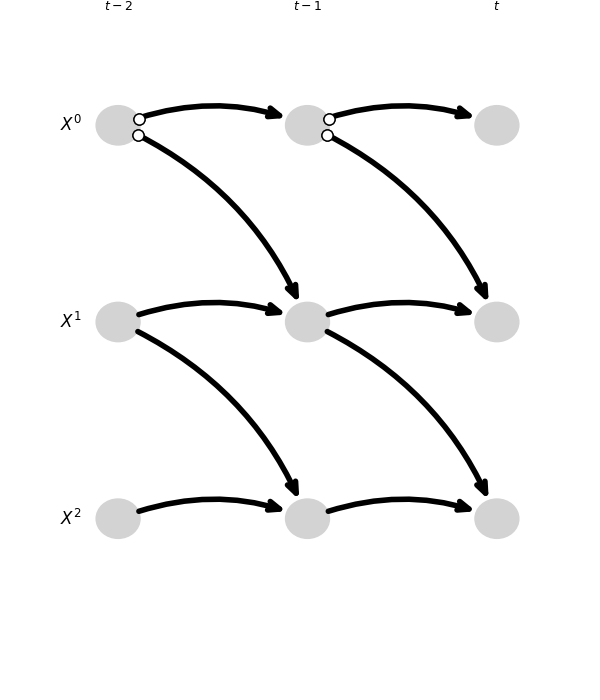 t − 2 t − 1 t
X⁰
X¹
X²